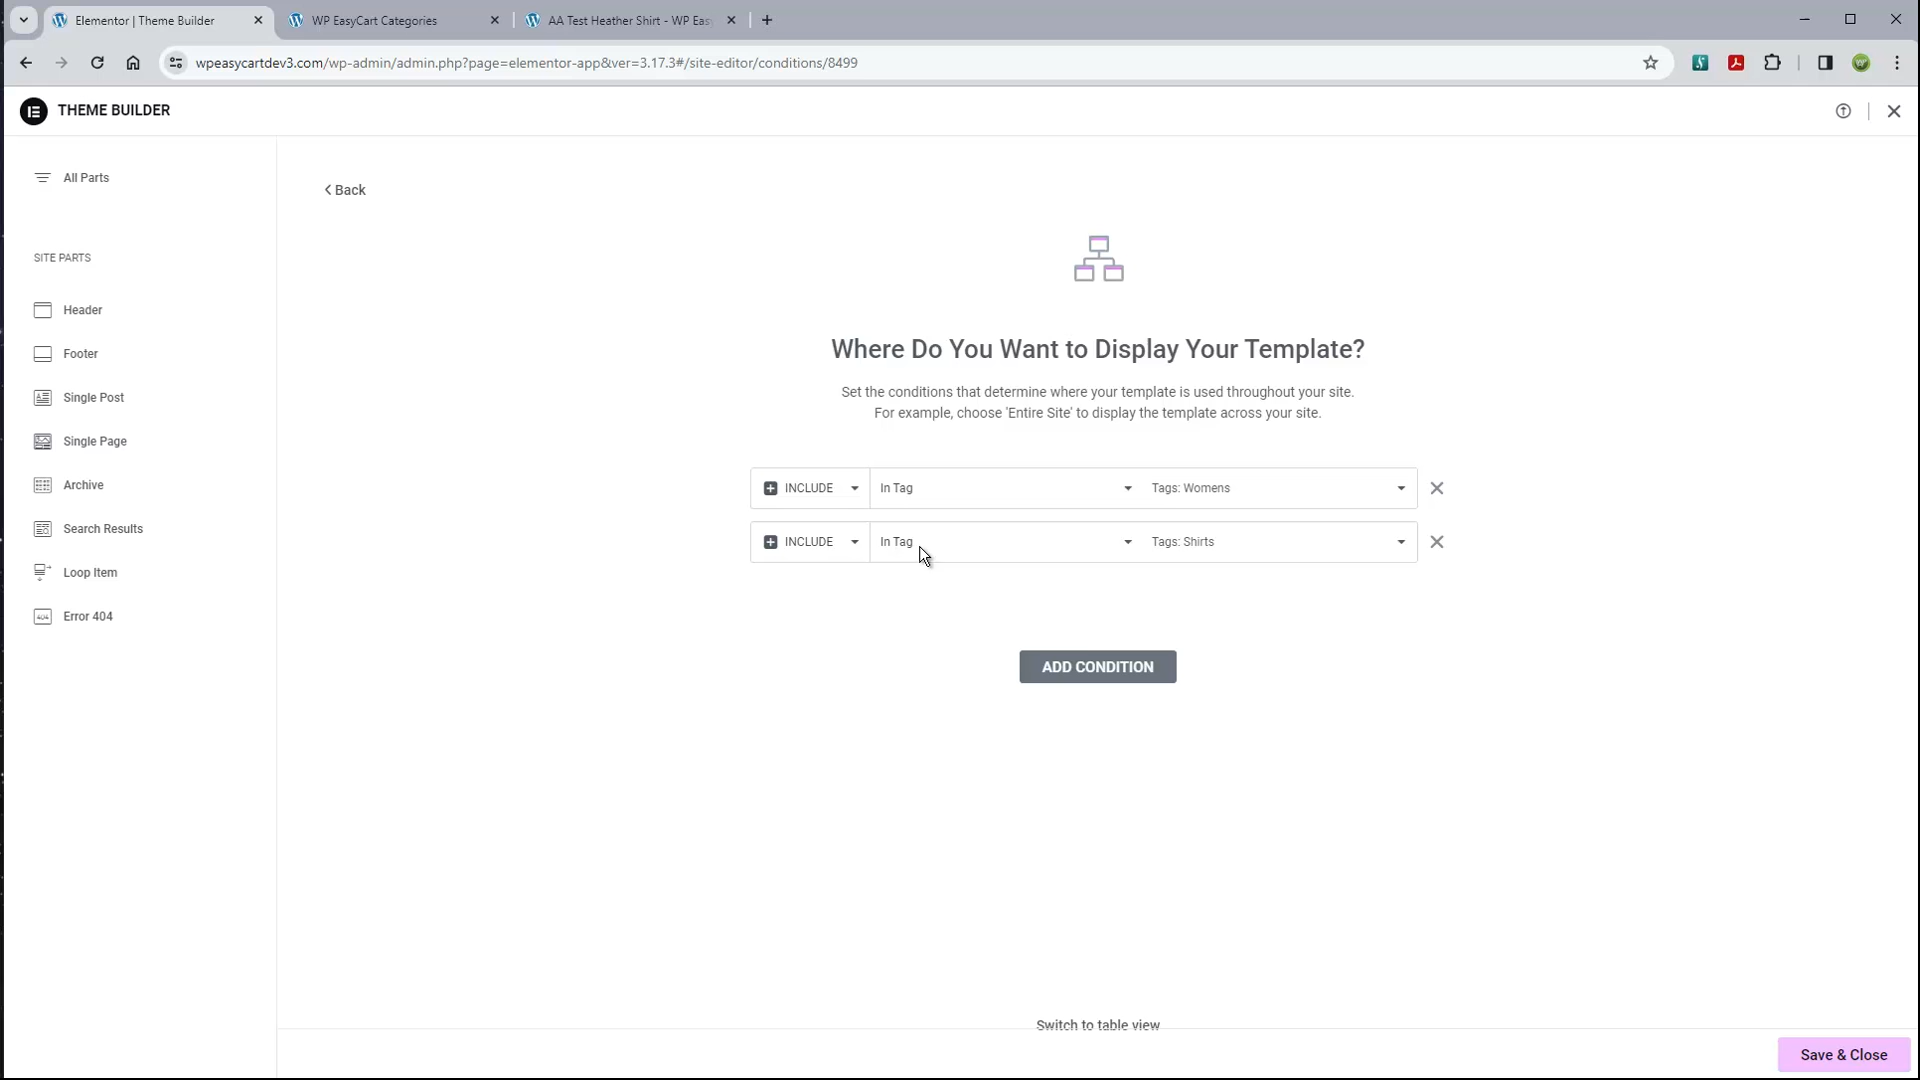 Elementor | Theme Builder
WP EasyCart Categories
AA Test Heather Shirt - WP Eas
wpeasycartdev3.com/wp-admin/admin.php?page=elementor-app&ver=3.17.3#/site-editor/conditions/8499
THEME BUILDER
All Parts
Back
SITE PARTS
Header
Footer
Single Post
Single Page
Archive
Search Results
Loop Item
404
Error 404
Where Do You Want to Display Your Template?
Set the conditions that determine where your template is used throughout your site.
For example, choose 'Entire Site' to display the template across your site.
INCLUDE In Tag Tags: Womens
INCLUDE In Tag Tags: Shirts
ADD CONDITION
Switch to table view
Save & Close